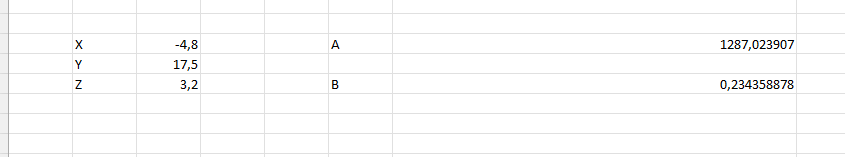 X -4,8 A 1287,023907
Y 17,5
Z 3,2 B 0,234358878